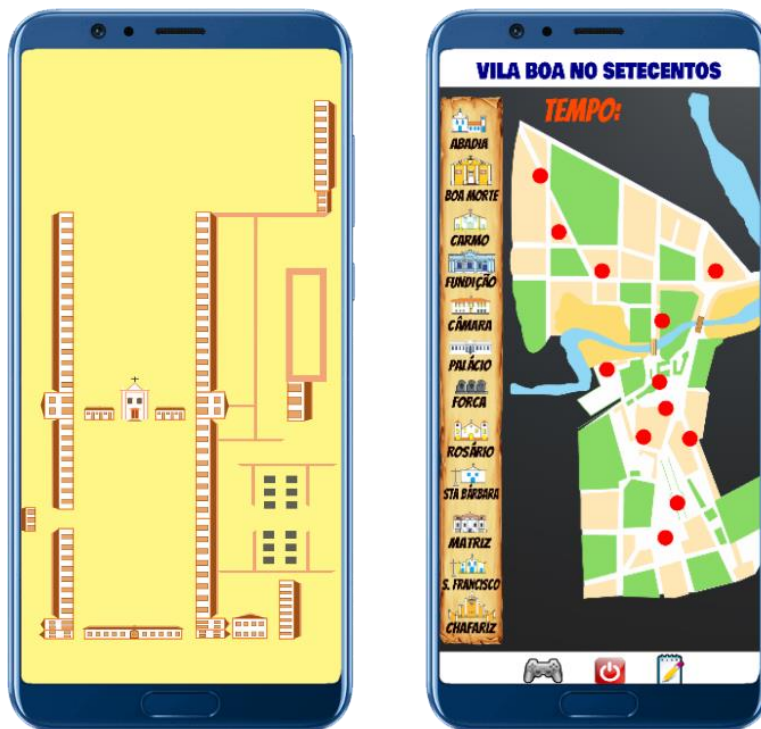 VILA BOA NO SETECENTOS
TEMPO:
ABADIA
BOA MORTE
CARMO
FUNDIÇÃO
CÂMARA
PALÁCIO
FORCA
ROSÁRIO
STA BÁRBARA
MATRIZ
S. FRANCISCO
CHAFARIZ